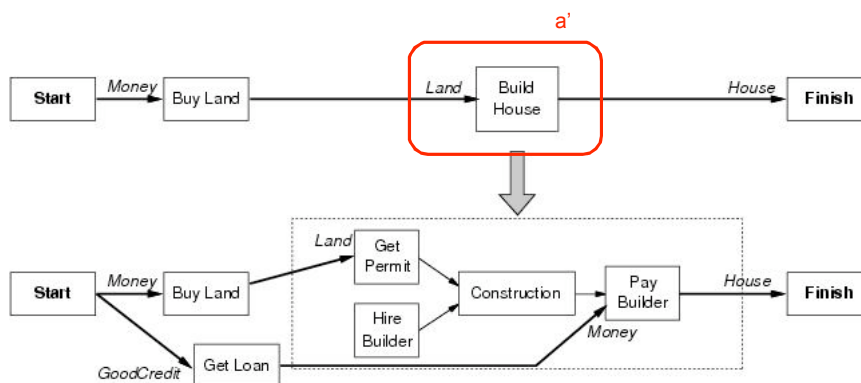 a’
Money
Land
House
Start
Buy Land
Build
House
Finish
Land
Get
Permit
Money
House
Start
Buy Land
Construction
Pay
Builder
Finish
Hire
Builder
Money
GoodCredit
Get Loan